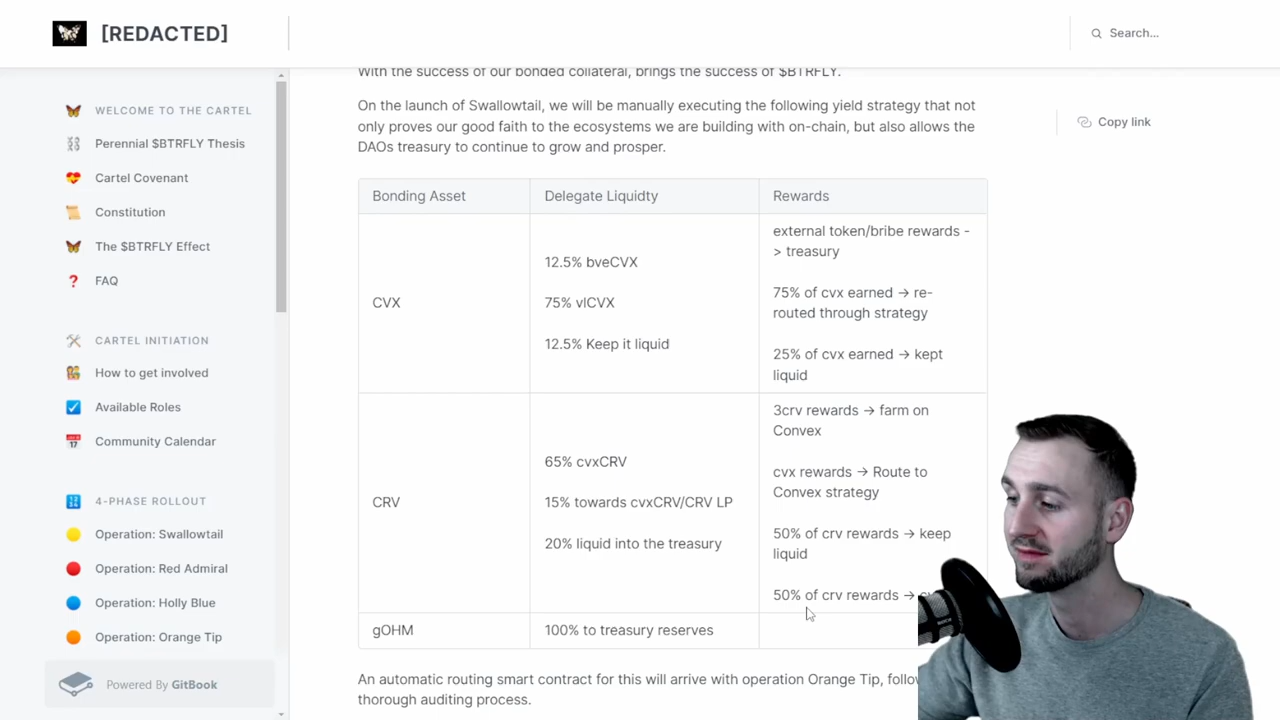 [REDACTED]
Search...
WELCOME TO THE CARTEL
Perennial $BTRFLY Thesis
Cartel Covenant
Constitution
The $BTRFLY Effect
FAQ
CARTEL INITIATION
How to get involved
Available Roles
Community Calendar
4-PHASE ROLLOUT
Operation: Swallowtail
Operation: Red Admiral
Operation: Holly Blue
Operation: Orange Tip
Powered By GitBook
With the success of our bonded collateral, brings the success of $BTRFLY.
On the launch of Swallowtail, we will be manually executing the following yield strategy that not
only proves our good faith to the ecosystems we are building with on-chain, but also allows the
DAOs treasury to continue to grow and prosper.
Bonding Asset
Delegate Liquidty
Rewards
CVX
12.5% bveCVX
75% vlCVX
12.5% Keep it liquid
external token/bribe rewards -
> treasury
75% of cvx earned → re-
routed through strategy
25% of cvx earned → kept
liquid
CRV
65% cvxCRV
15% towards cvxCRV/CRV LP
20% liquid into the treasury
3crv rewards → farm on
Convex
cvx rewards → Route to
Convex strategy
50% of crv rewards → keep
liquid
50% of crv rewards →
gOHM
100% to treasury reserves
An automatic routing smart contract for this will arrive with operation Orange Tip,
thorough auditing process.
Copy link